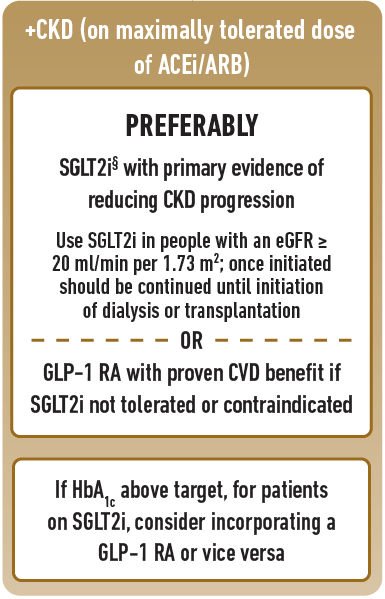 +CKD (on maximally tolerated dose
of ACEi/ARB)
PREFERABLY
SGLT2i§ with primary evidence of
reducing CKD progression
Use SGLT2i in people with an eGFR ≥
20 ml/min per 1.73 m²; once initiated
should be continued until initiation
of dialysis or transplantation
OR
GLP-1 RA with proven CVD benefit if
SGLT2i not tolerated or contraindicated
If HbA1c above target, for patients
on SGLT2i, consider incorporating a
GLP-1 RA or vice versa